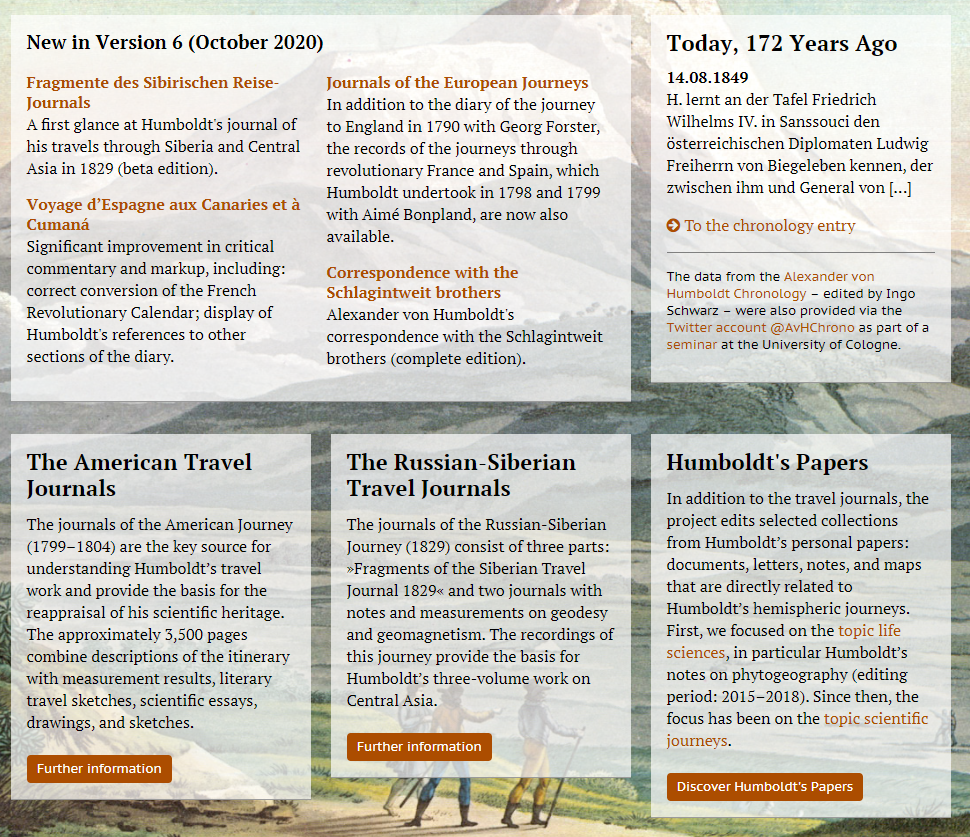 New in Version 6 (October 2020)
Fragmente des Sibirischen Reise-
Journals
A first glance at Humboldt's journal of
his travels through Siberia and Central
Asia in 1829 (beta edition).
Voyage d’Espagne aux Canaries et à
Cumaná
Significant improvement in critical
commentary and markup, including:
correct conversion of the French
Revolutionary Calendar; display of
Humboldt's references to other
sections of the diary.
Journals of the European Journeys
In addition to the diary of the journey
to England in 1790 with Georg Forster,
the records of the journeys through
revolutionary France and Spain, which
Humboldt undertook in 1798 and 1799
with Aimé Bonpland, are now also
available.
Correspondence with the
Schlagintweit brothers
Alexander von Humboldt's
correspondence with the Schlagintweit
brothers (complete edition).
Today, 172 Years Ago
14.08.1849
H. lernt an der Tafel Friedrich
Wilhelms IV. in Sanssouci den
österreichischen Diplomaten Ludwig
Freiherrn von Biegeleben kennen, der
zwischen ihm und General von [...]
To the chronology entry
The data from the Alexander von
Humboldt Chronology – edited by Ingo
Schwarz – were also provided via the
Twitter account @AvHChrono as part of a
seminar at the University of Cologne.
The American Travel
Journals
The journals of the American Journey
(1799–1804) are the key source for
understanding Humboldt’s travel
work and provide the basis for the
reappraisal of his scientific heritage.
The approximately 3,500 pages
combine descriptions of the itinerary
with measurement results, literary
travel sketches, scientific essays,
drawings, and sketches.
Further information
The Russian-Siberian
Travel Journals
The journals of the Russian-Siberian
Journey (1829) consist of three parts:
»Fragments of the Siberian Travel
Journal 1829« and two journals with
notes and measurements on geodesy
and geomagnetism. The recordings of
this journey provide the basis for
Humboldt’s three-volume work on
Central Asia.
Further information
Humboldt's Papers
In addition to the travel journals, the
project edits selected collections
from Humboldt’s personal papers:
documents, letters, notes, and maps
that are directly related to
Humboldt’s hemispheric journeys.
First, we focused on the topic life
sciences, in particular Humboldt’s
notes on phytogeography (editing
period: 2015–2018). Since then, the
focus has been on the topic scientific
journeys.
Discover Humboldt’s Papers